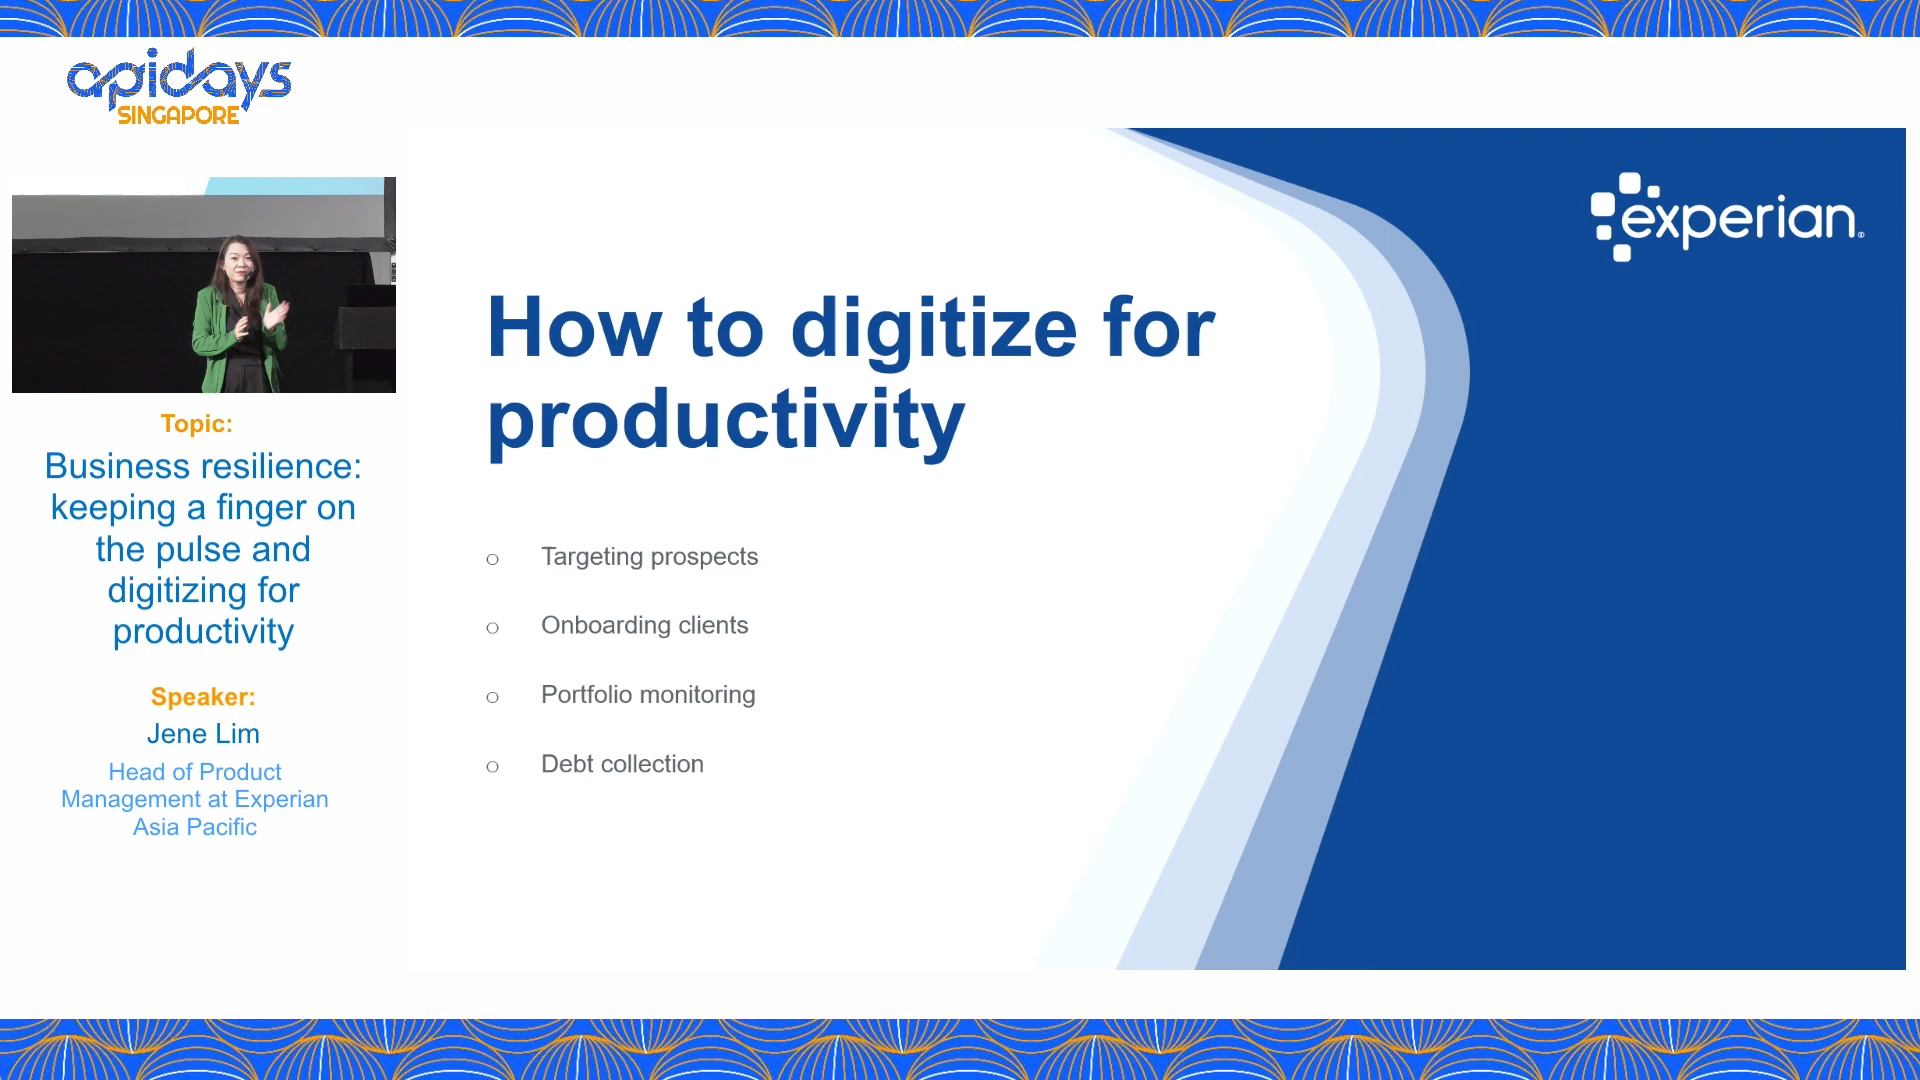 apidays
SINGAPORE
Topic:
Business resilience:
keeping a finger on
the pulse and
digitizing for
productivity
Speaker:
Jene Lim
Head of Product
Management at Experian
Asia Pacific
experian.
How to digitize for
productivity
o Targeting prospects
o Onboarding clients
o Portfolio monitoring
o Debt collection